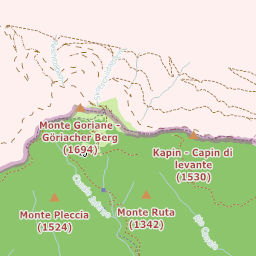 Monte Goriane -
Göriacher Berg
(1694)
Kapin - Capin di
levante
(1530)
Monte Pleccia
(1524)
Monte Ruta
(1342)